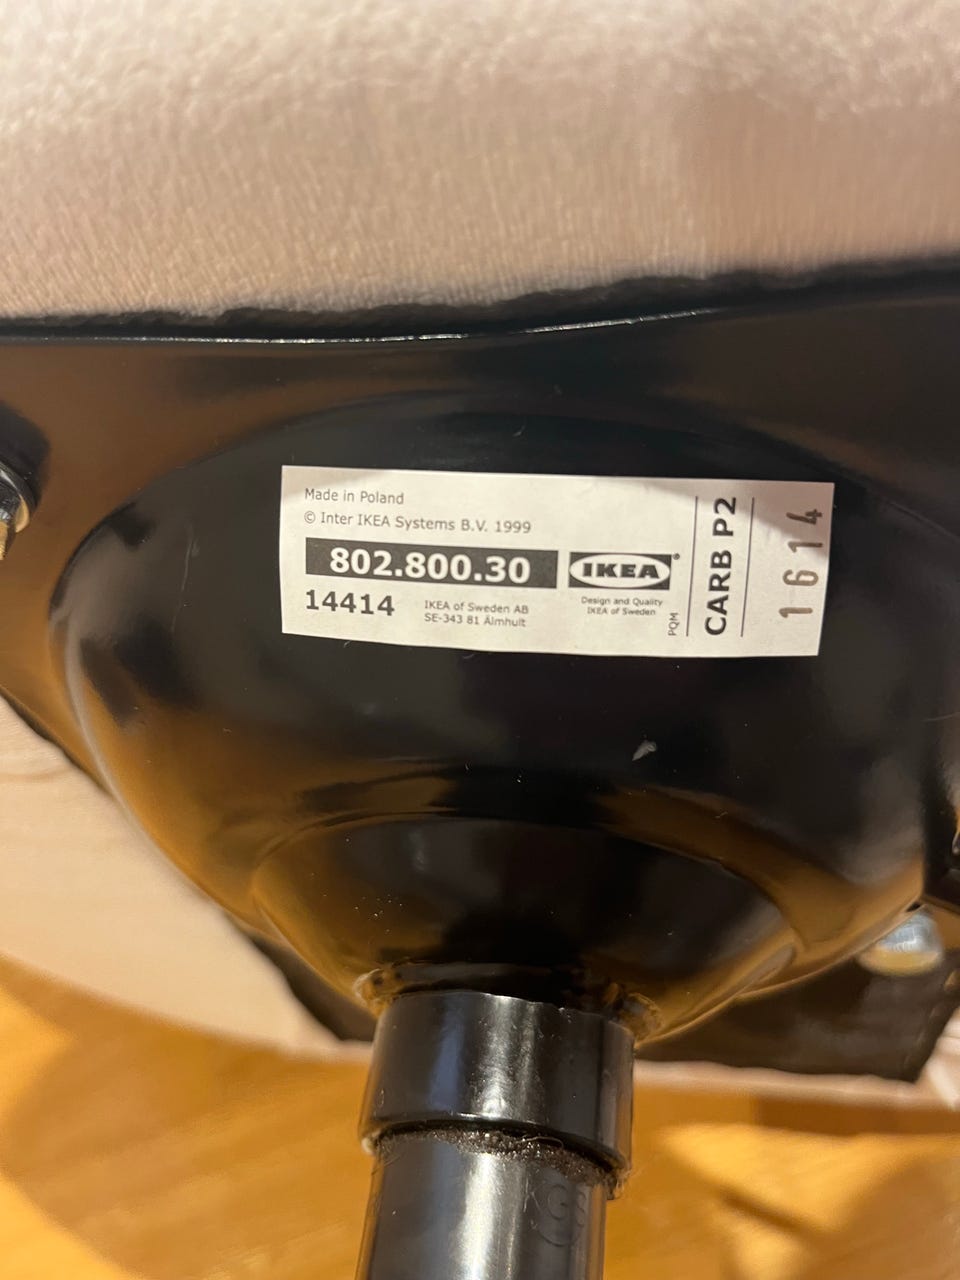 Made in Poland
© Inter IKEA Systems B.V. 1999
802.800.30
IKEA®
14414
IKEA of Sweden AB
SE-343 81 Älmhult
Design and Quality
IKEA of Sweden
PQM
CARB P2
1614